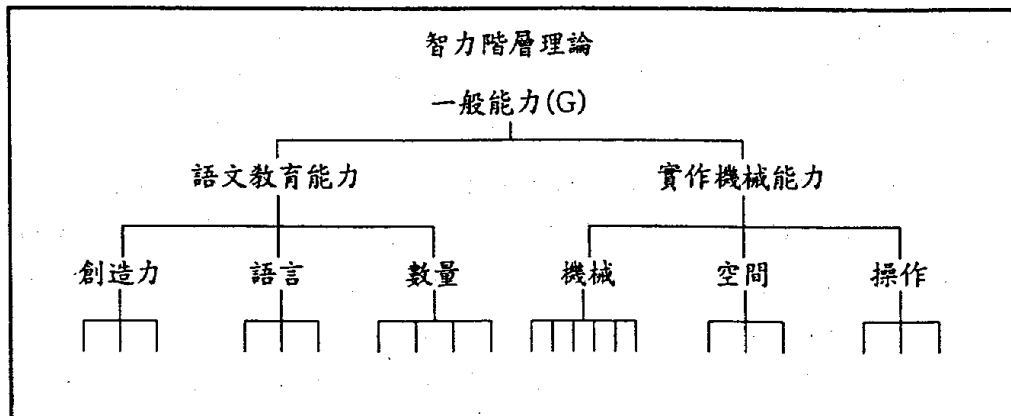 智力階層理論
一般能力(G)
語文教育能力 實作機械能力
創造力 語言 數量 機械 空間 操作